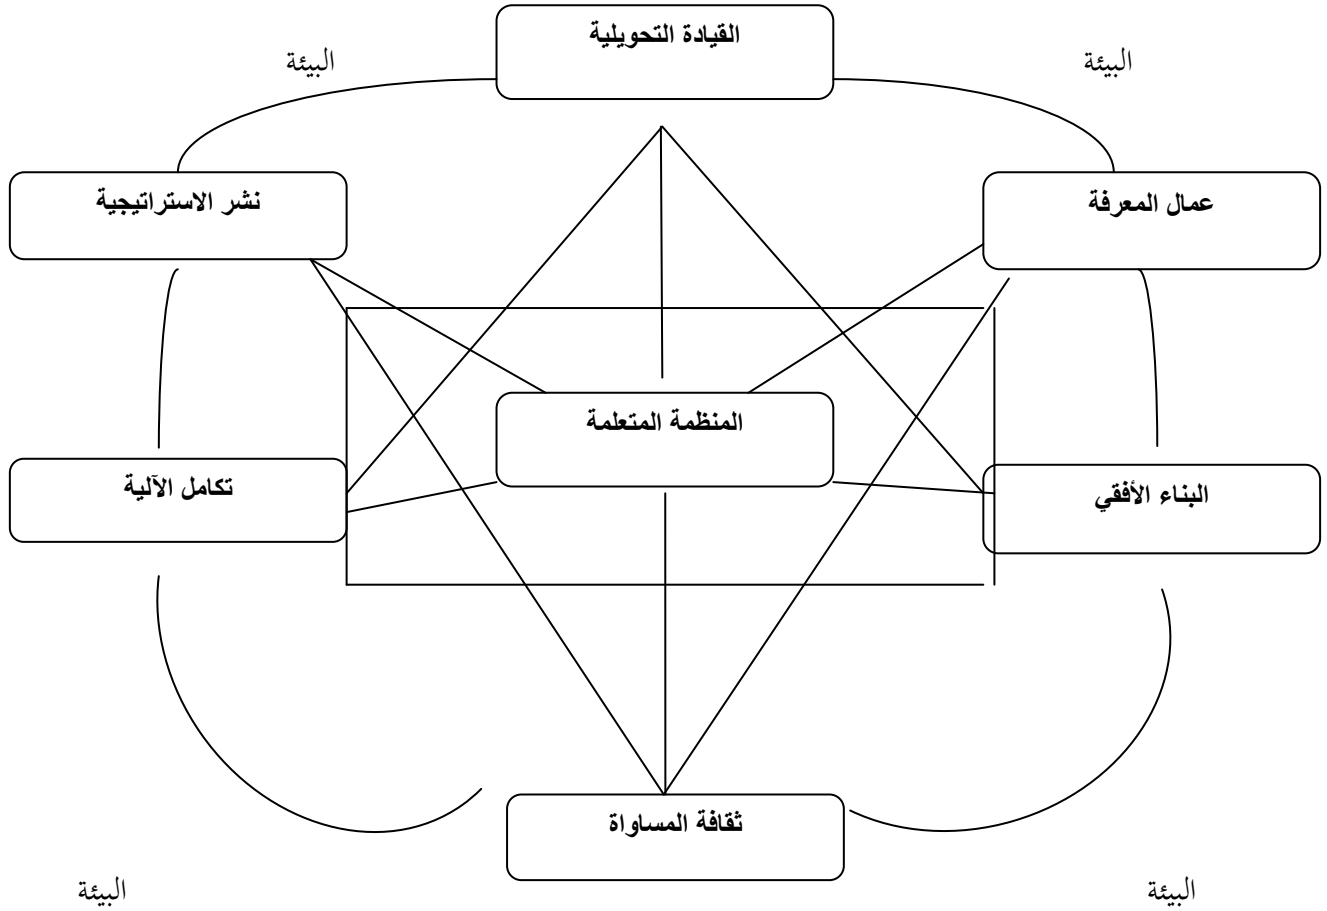 القيادة التحويلية
البيئة
البيئة
عمال المعرفة
نشر الاستراتيجية
المنظمة المتعلمة
البناء الأفقي
تكامل الآلية
ثقافة المساواة
البيئة
البيئة